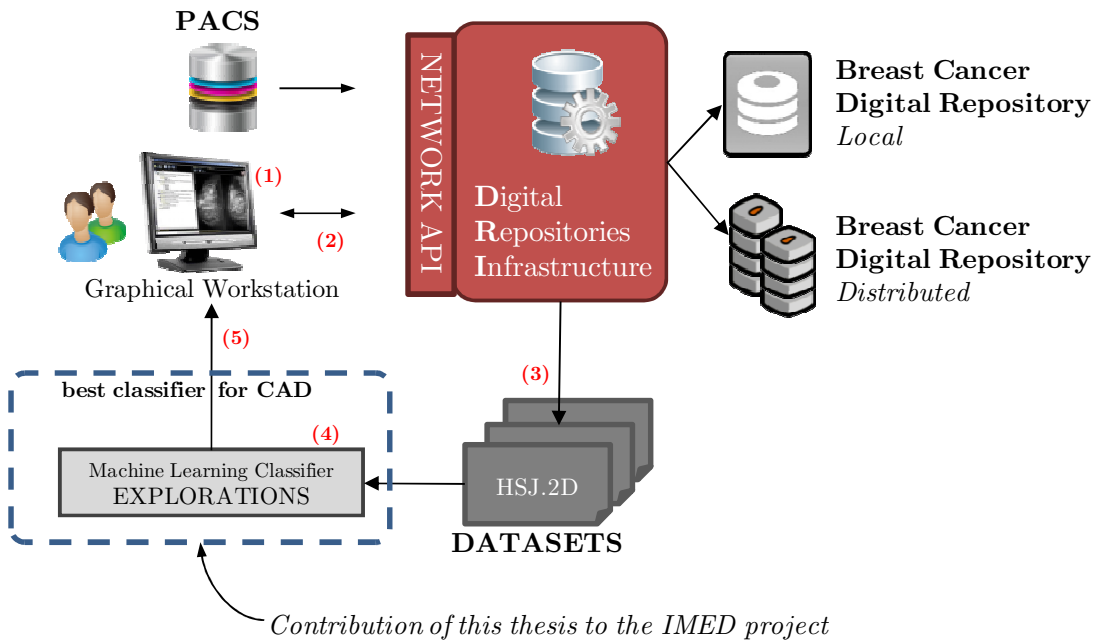 PACS
NETWORK API
Digital
Repositories
Infrastructure
Breast Cancer
Digital Repository
Local
Breast Cancer
Digital Repository
Distributed
(1)
(2)
Graphical Workstation
(5)
(3)
best classifier for CAD
(4)
Machine Learning Classifier
EXPLORATIONS
HSJ.2D
DATASETS
Contribution of this thesis to the IMED project